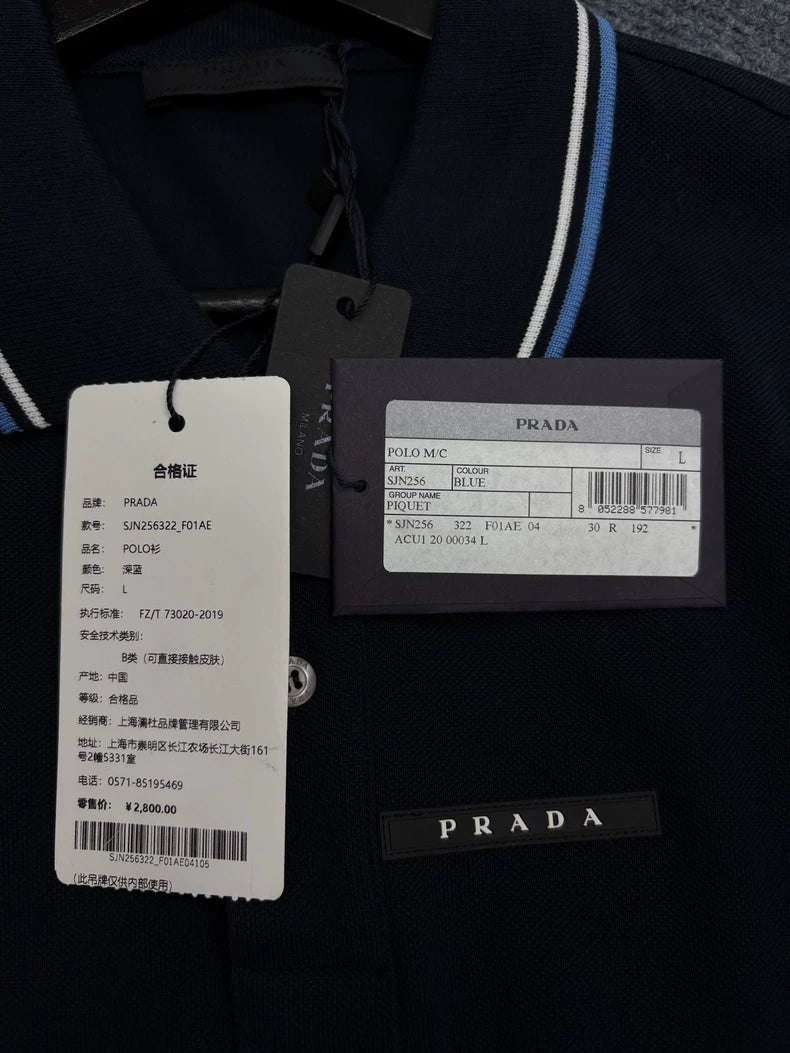 PRADA
MILANO
PRADA
合格证
品牌: PRADA
款号: SJN256322_F01AE
品名: POLO衫
颜色: 深蓝
尺码: L
执行标准: FZ/T 73020-2019
安全技术类别:
B类（可直接接触皮肤）
产地: 中国
等级: 合格品
经销商: 上海灟杜品牌管理有限公司
地址: 上海市崇明区长江农场长江大街161
号2幢5331室
电话: 0571-85195469
零售价: ¥2,800.00
SJN256322_F01AE04105
(此吊牌仅供内部使用)
PRADA
POLO M/C
SIZE L
ART.
SJN256
COLOUR
BLUE
GROUP NAME
PIQUET
8 052288 577981
* SJN256 322 F01AE 04 30 R 192 *
ACU1 20 00034 L
PRADA